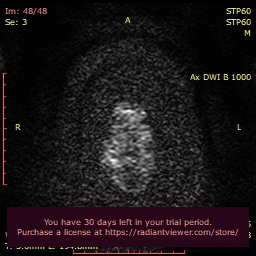 Im: 48/48
Se: 3
A
STP60
STP60
M
Ax DWI B 1000
R
L
You have 30 days left in your trial period.
Purchase a license at https://radiantviewer.com/store/